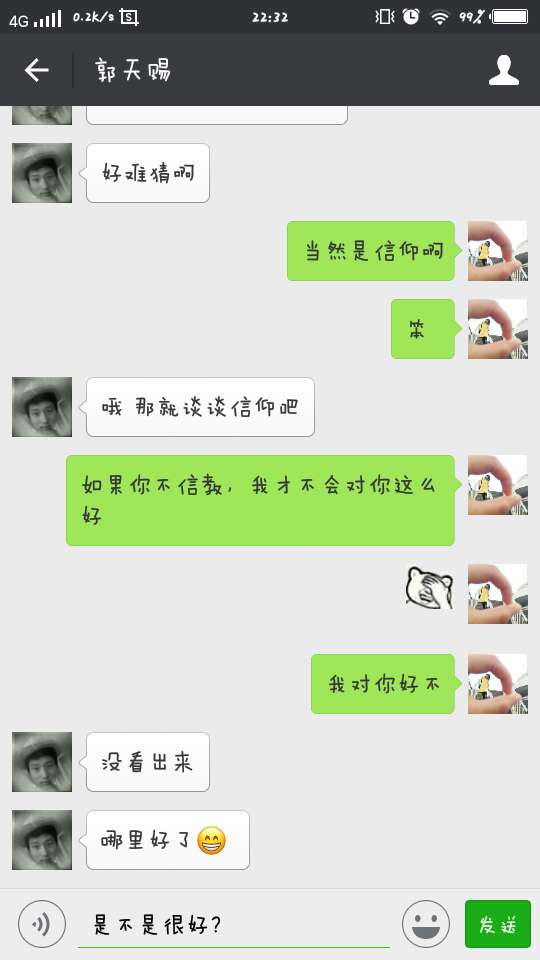 4G 0.2k/s 22:32 99%
郭天赐
好难猜啊
当然是信仰啊
笨
哦 那就谈谈信仰吧
如果你不信教，我才不会对你这么
好
我对你好不
没看出来
哪里好了😁
是不是很好?
发送